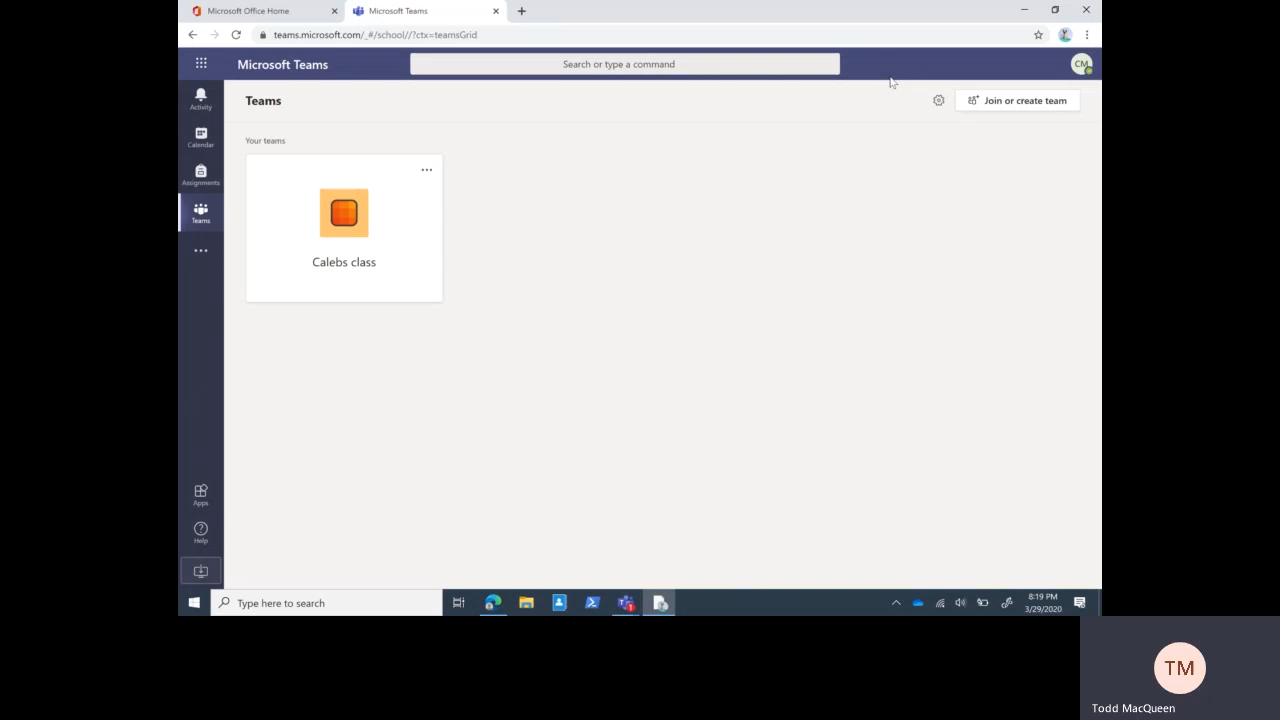 Microsoft Office Home
Microsoft Teams
teams.microsoft.com/_#/school//?ctx=teamsGrid
Microsoft Teams
Search or type a command
CM
Activity
Calendar
Assignments
Teams
Apps
Help
Teams
Join or create team
Your teams
Calebs class
Type here to search
8:19 PM
3/29/2020
TM
Todd MacQueen